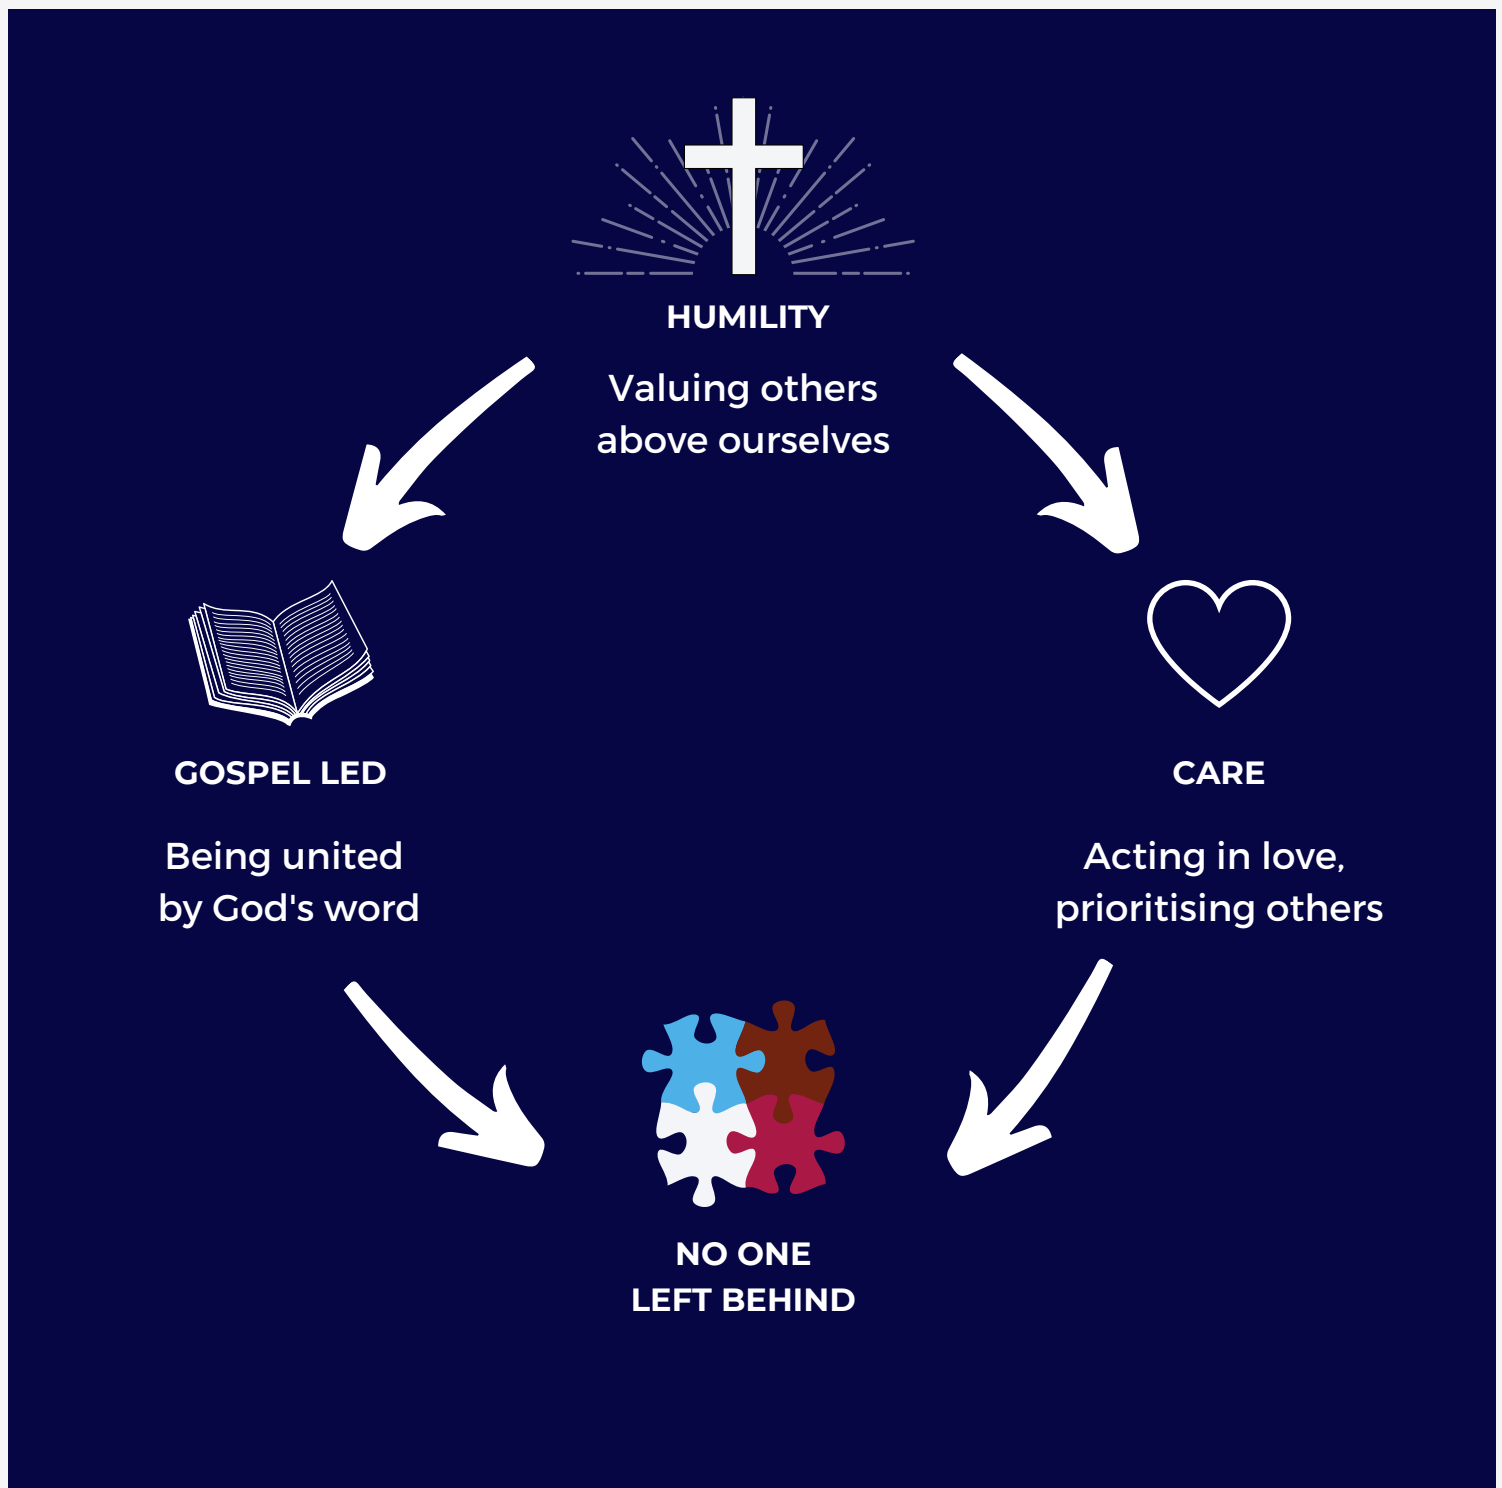 HUMILITY
Valuing others
above ourselves
GOSPEL LED
Being united
by God's word
CARE
Acting in love,
prioritising others
NO ONE
LEFT BEHIND